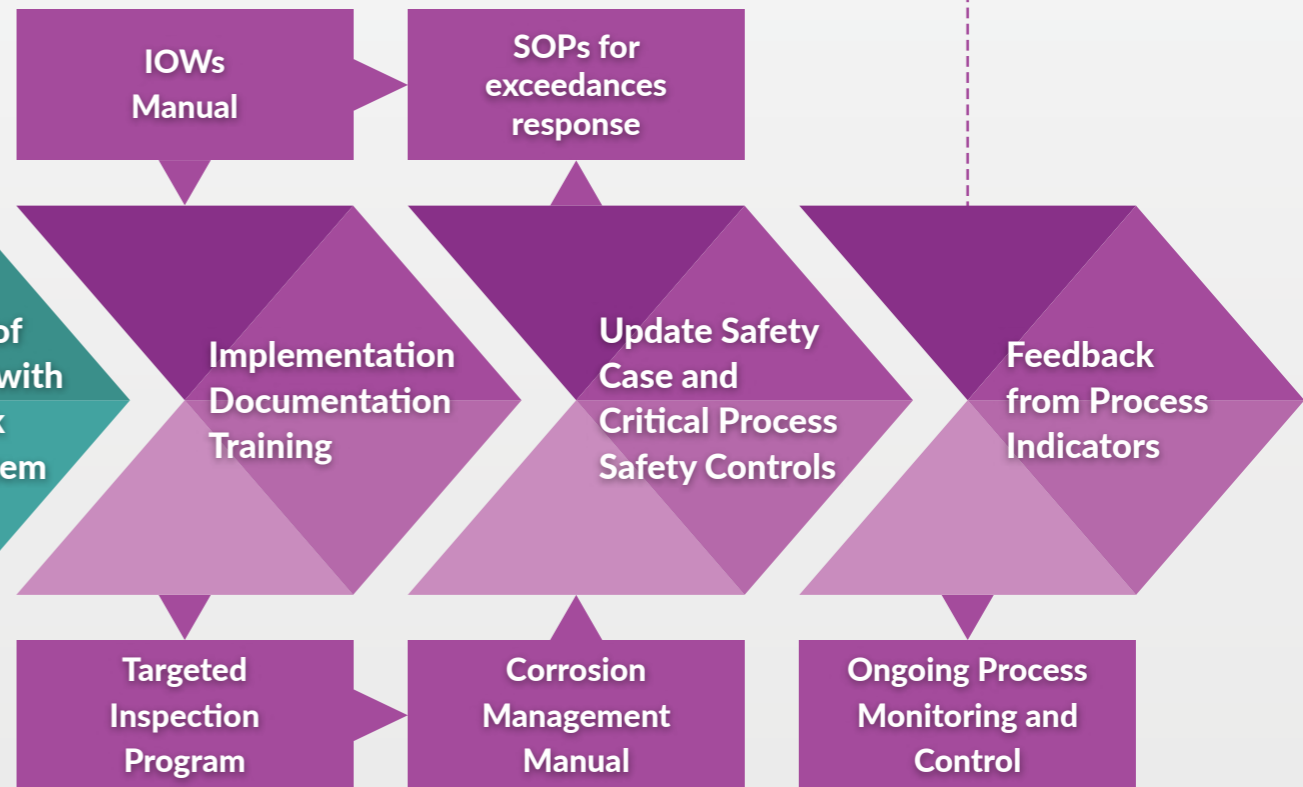 IOWs
Manual
SOPs for
exceedances
response
of
with
em
Implementation
Documentation
Training
Update Safety
Case and
Critical Process
Safety Controls
Feedback
from Process
Indicators
Targeted
Inspection
Program
Corrosion
Management
Manual
Ongoing Process
Monitoring and
Control